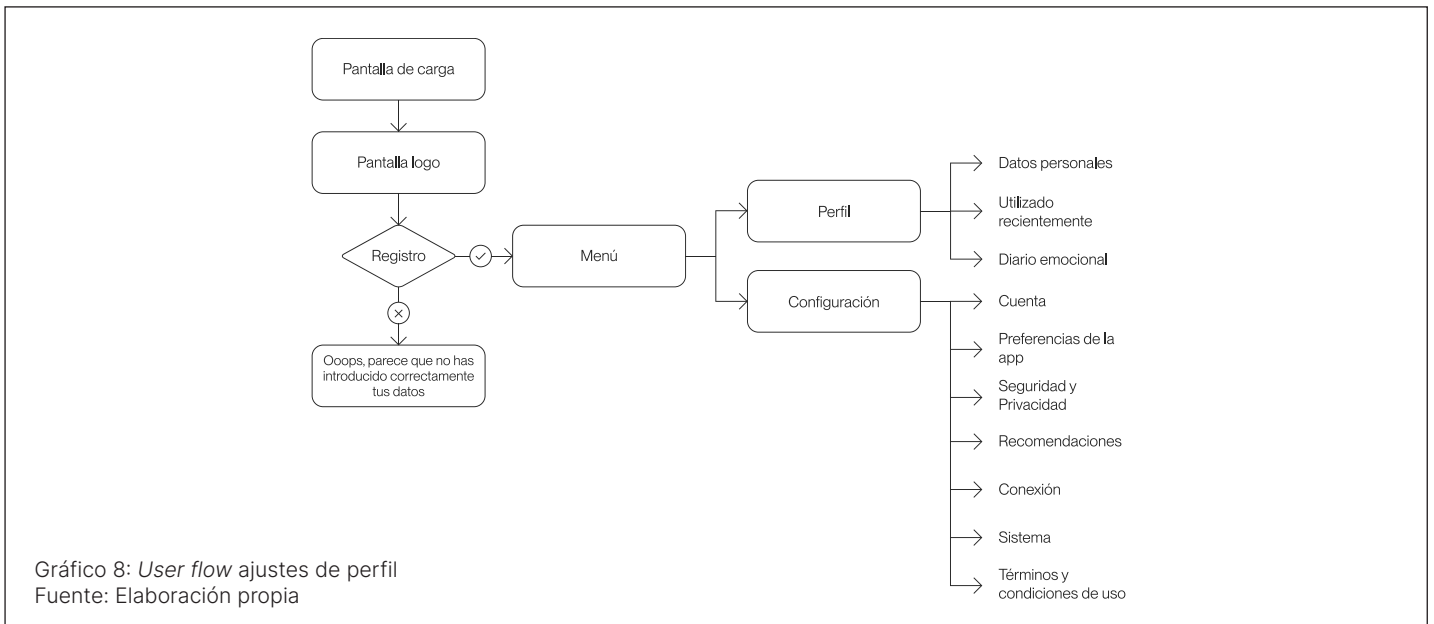 Pantalla de carga
Pantalla logo
Registro
Ooops, parece que no has
introducido correctamente
tus datos
Menú
Perfil
Configuración
Datos personales
Utilizado
recientemente
Diario emocional
Cuenta
Preferencias de la
app
Seguridad y
Privacidad
Recomendaciones
Conexión
Sistema
Términos y
condiciones de uso
Gráfico 8: User flow ajustes de perfil
Fuente: Elaboración propia